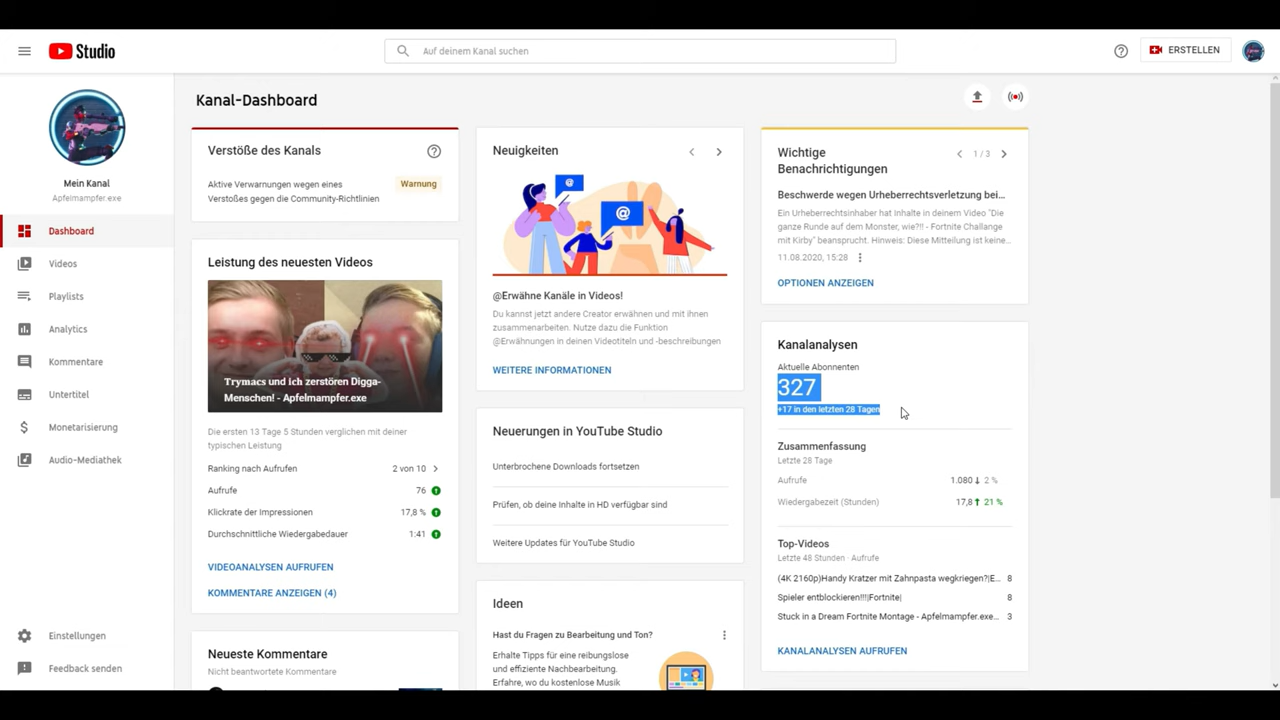 Studio
Auf deinem Kanal suchen
ERSTELLEN
Mein Kanal
Apfelmampfer.exe
Dashboard
Videos
Playlists
Analytics
Kommentare
Untertitel
Monetarisierung
Audio-Mediathek
Einstellungen
Feedback senden
Kanal-Dashboard
Verstöße des Kanals
Aktive Verwarnungen wegen eines
Verstoßes gegen die Community-Richtlinien
Warnung
Leistung des neuesten Videos
Trymacs und ich zerstören Digga-
Menschen! - Apfelmampfer.exe
Die ersten 13 Tage 5 Stunden verglichen mit deiner
typischen Leistung
Ranking nach Aufrufen 2 von 10
Aufrufe 76
Klickrate der Impressionen 17,8 %
Durchschnittliche Wiedergabedauer 1:41
VIDEOANALYSEN AUFRUFEN
KOMMENTARE ANZEIGEN (4)
Neueste Kommentare
Nicht beantwortete Kommentare
Neuigkeiten
@
@
@Erwähne Kanäle in Videos!
Du kannst jetzt andere Creator erwähnen und mit ihnen
zusammenarbeiten. Nutze dazu die Funktion
@Erwähnungen in deinen Videotiteln und -beschreibungen
WEITERE INFORMATIONEN
Neuerungen in YouTube Studio
Unterbrochene Downloads fortsetzen
Prüfen, ob deine Inhalte in HD verfügbar sind
Weitere Updates für YouTube Studio
Ideen
Hast du Fragen zu Bearbeitung und Ton?
Erhalte Tipps für eine reibungslose
und effiziente Nachbearbeitung.
Erfahre, wo du kostenlose Musik
Wichtige
Benachrichtigungen
1 / 3
Beschwerde wegen Urheberrechtsverletzung bei...
Ein Urheberrechtsinhaber hat Inhalte in deinem Video "Die
ganze Runde auf dem Monster, wie?!! - Fortnite Challange
mit Kirby" beansprucht. Hinweis: Diese Mitteilung ist keine...
11.08.2020, 15:28
OPTIONEN ANZEIGEN
Kanalanalysen
Aktuelle Abonnenten
327
+17 in den letzten 28 Tagen
Zusammenfassung
Letzte 28 Tage
Aufrufe 1.080 2 %
Wiedergabezeit (Stunden) 17,8 21 %
Top-Videos
Letzte 48 Stunden · Aufrufe
(4K 2160p)Handy Kratzer mit Zahnpasta wegkriegen?|E... 8
Spieler entblockieren!!!|Fortnite| 8
Stuck in a Dream Fortnite Montage - Apfelmampfer.exe... 3
KANALANALYSEN AUFRUFEN